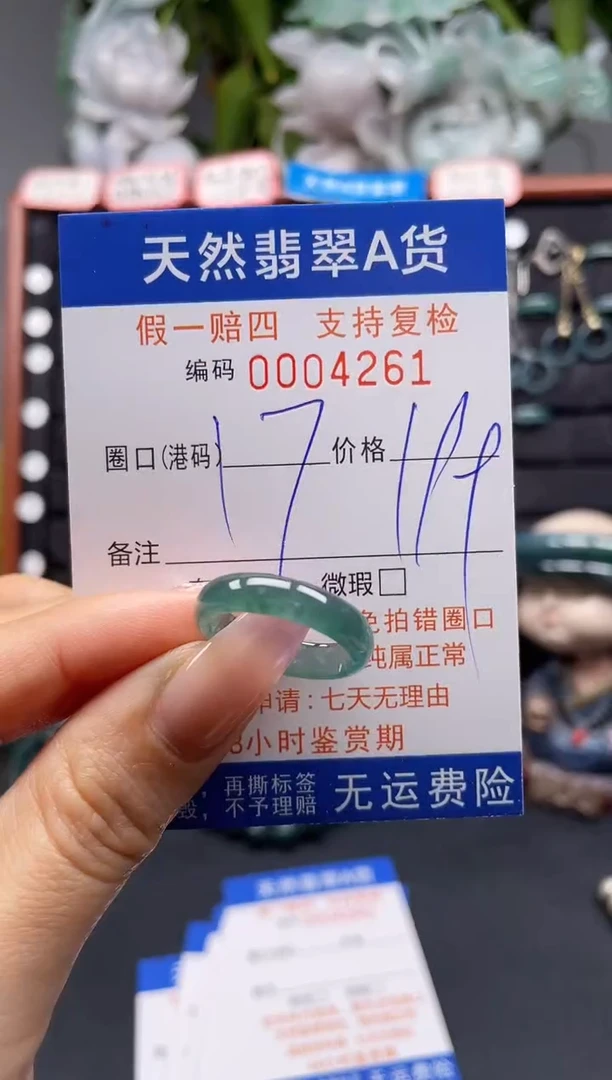 天然翡翠A货
假一赔四 支持复检
编码 0004261
圈口(港码) 17 价格 119
备注
微瑕□
拍错圈口
纯属正常
申请:七天无理由
8小时鉴赏期
再撕标签
毁,不予理赔
无运费险